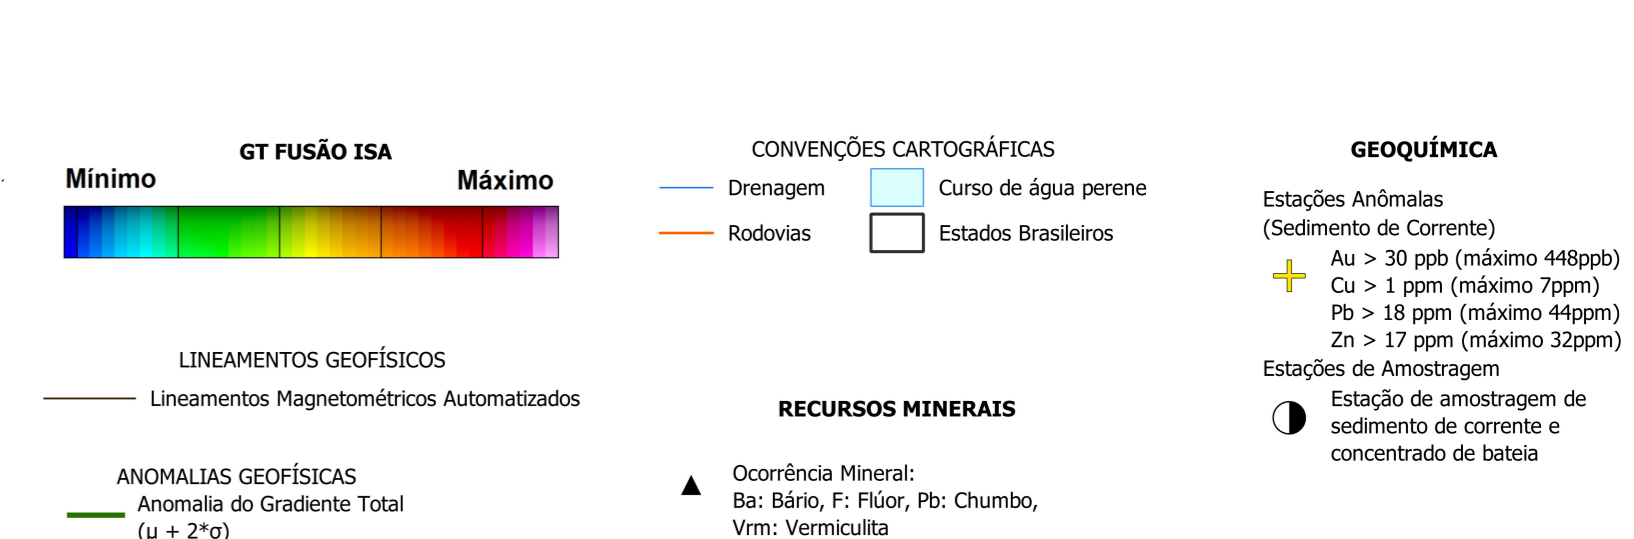 GT FUSÃO ISA
Mínimo
Máximo
LINEAMENTOS GEOFÍSICOS
Lineamentos Magnetométricos Automatizados
ANOMALIAS GEOFÍSICAS
Anomalia do Gradiente Total
(μ + 2*σ)
CONVENÇÕES CARTOGRÁFICAS
Drenagem
Curso de água perene
Rodovias
Estados Brasileiros
RECURSOS MINERAIS
Ocorrência Mineral:
Ba: Bário, F: Flúor, Pb: Chumbo,
Vrm: Vermiculita
GEOQUÍMICA
Estações Anômalas
(Sedimento de Corrente)
Au > 30 ppb (máximo 448ppb)
Cu > 1 ppm (máximo 7ppm)
Pb > 18 ppm (máximo 44ppm)
Zn > 17 ppm (máximo 32ppm)
Estações de Amostragem
Estação de amostragem de
sedimento de corrente e
concentrado de bateia